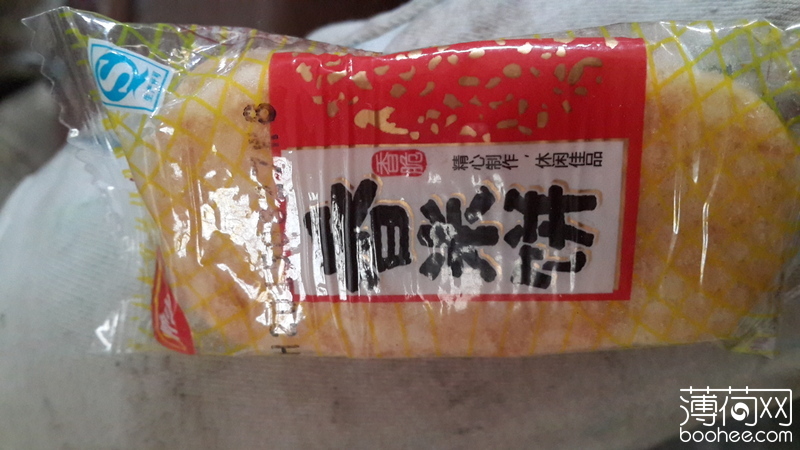 香脆
精心制作，休闲佳品
香米饼
薄荷网
boohee.com